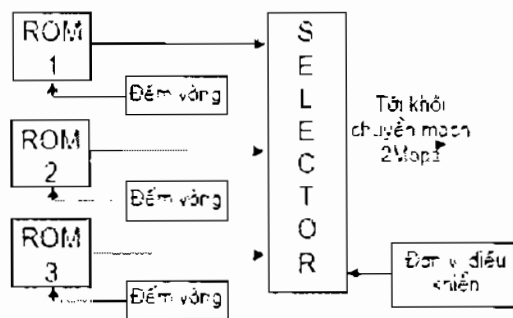 ROM
1
Đếm vòng
ROM
2
Đếm vòng
ROM
3
Đếm vòng
S
E
L
E
C
T
O
R
Tới khối
chuyển mạch
Đơn vị điều
khiển